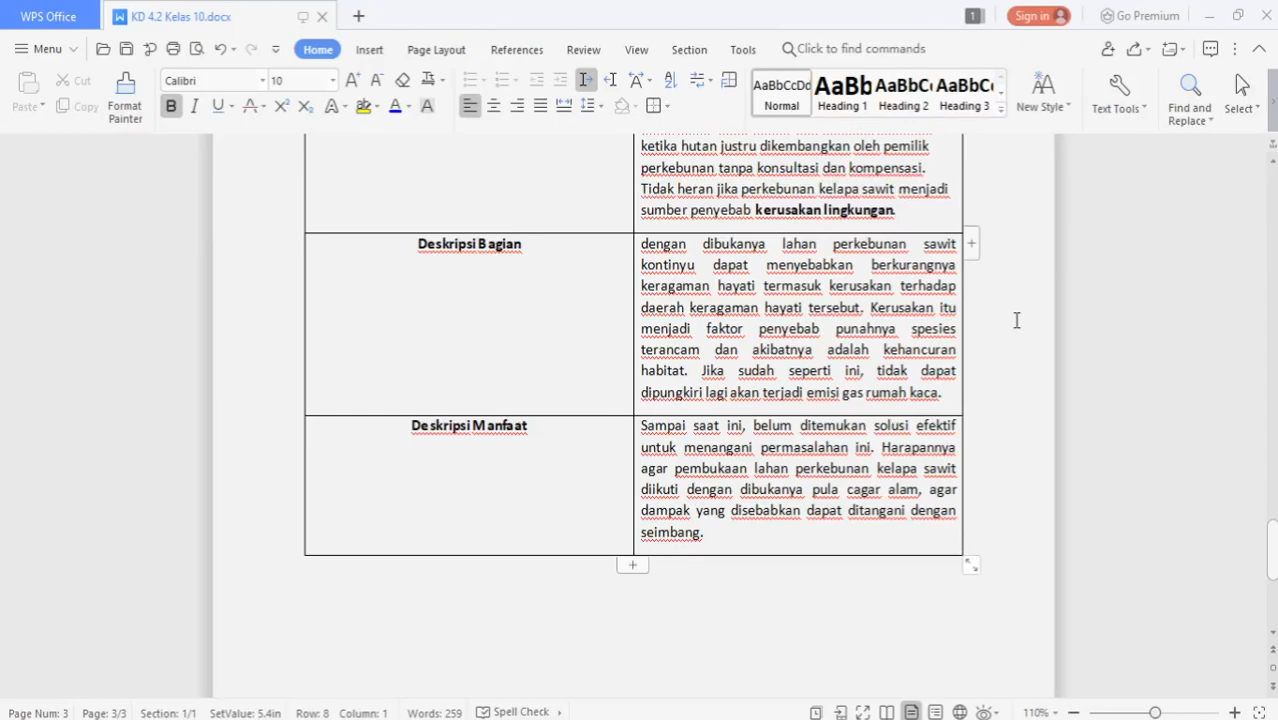 WPS Office
KD 4.2 Kelas 10.docx
1
Sign in
Go Premium
Menu
Home
Insert
Page Layout
References
Review
View
Section
Tools
Click to find commands
Paste
Cut
Copy
Format Painter
Calibri
10
AaBbCcDd
Normal
AaBb
Heading 1
AaBbC
Heading 2
AaBbC
Heading 3
New Style
Text Tools
Find and Replace
Select
ketika hutan justru dikembangkan oleh pemilik
perkebunan tanpa konsultasi dan kompensasi.
Tidak heran jika perkebunan kelapa sawit menjadi
sumber penyebab kerusakan lingkungan.
Deskripsi Bagian
dengan dibukanya lahan perkebunan sawit
kontinyu dapat menyebabkan berkurangnya
keragaman hayati termasuk kerusakan terhadap
daerah keragaman hayati tersebut. Kerusakan itu
menjadi faktor penyebab punahnya spesies
terancam dan akibatnya adalah kehancuran
habitat. Jika sudah seperti ini, tidak dapat
dipungkiri lagi akan terjadi emisi gas rumah kaca.
Deskripsi Manfaat
Sampai saat ini, belum ditemukan solusi efektif
untuk menangani permasalahan ini. Harapannya
agar pembukaan lahan perkebunan kelapa sawit
diikuti dengan dibukanya pula cagar alam, agar
dampak yang disebabkan dapat ditangani dengan
seimbang.
Page Num: 3
Page: 3/3
Section: 1/1
SetValue: 5.4in
Row: 8
Column: 1
Words: 259
Spell Check
110%